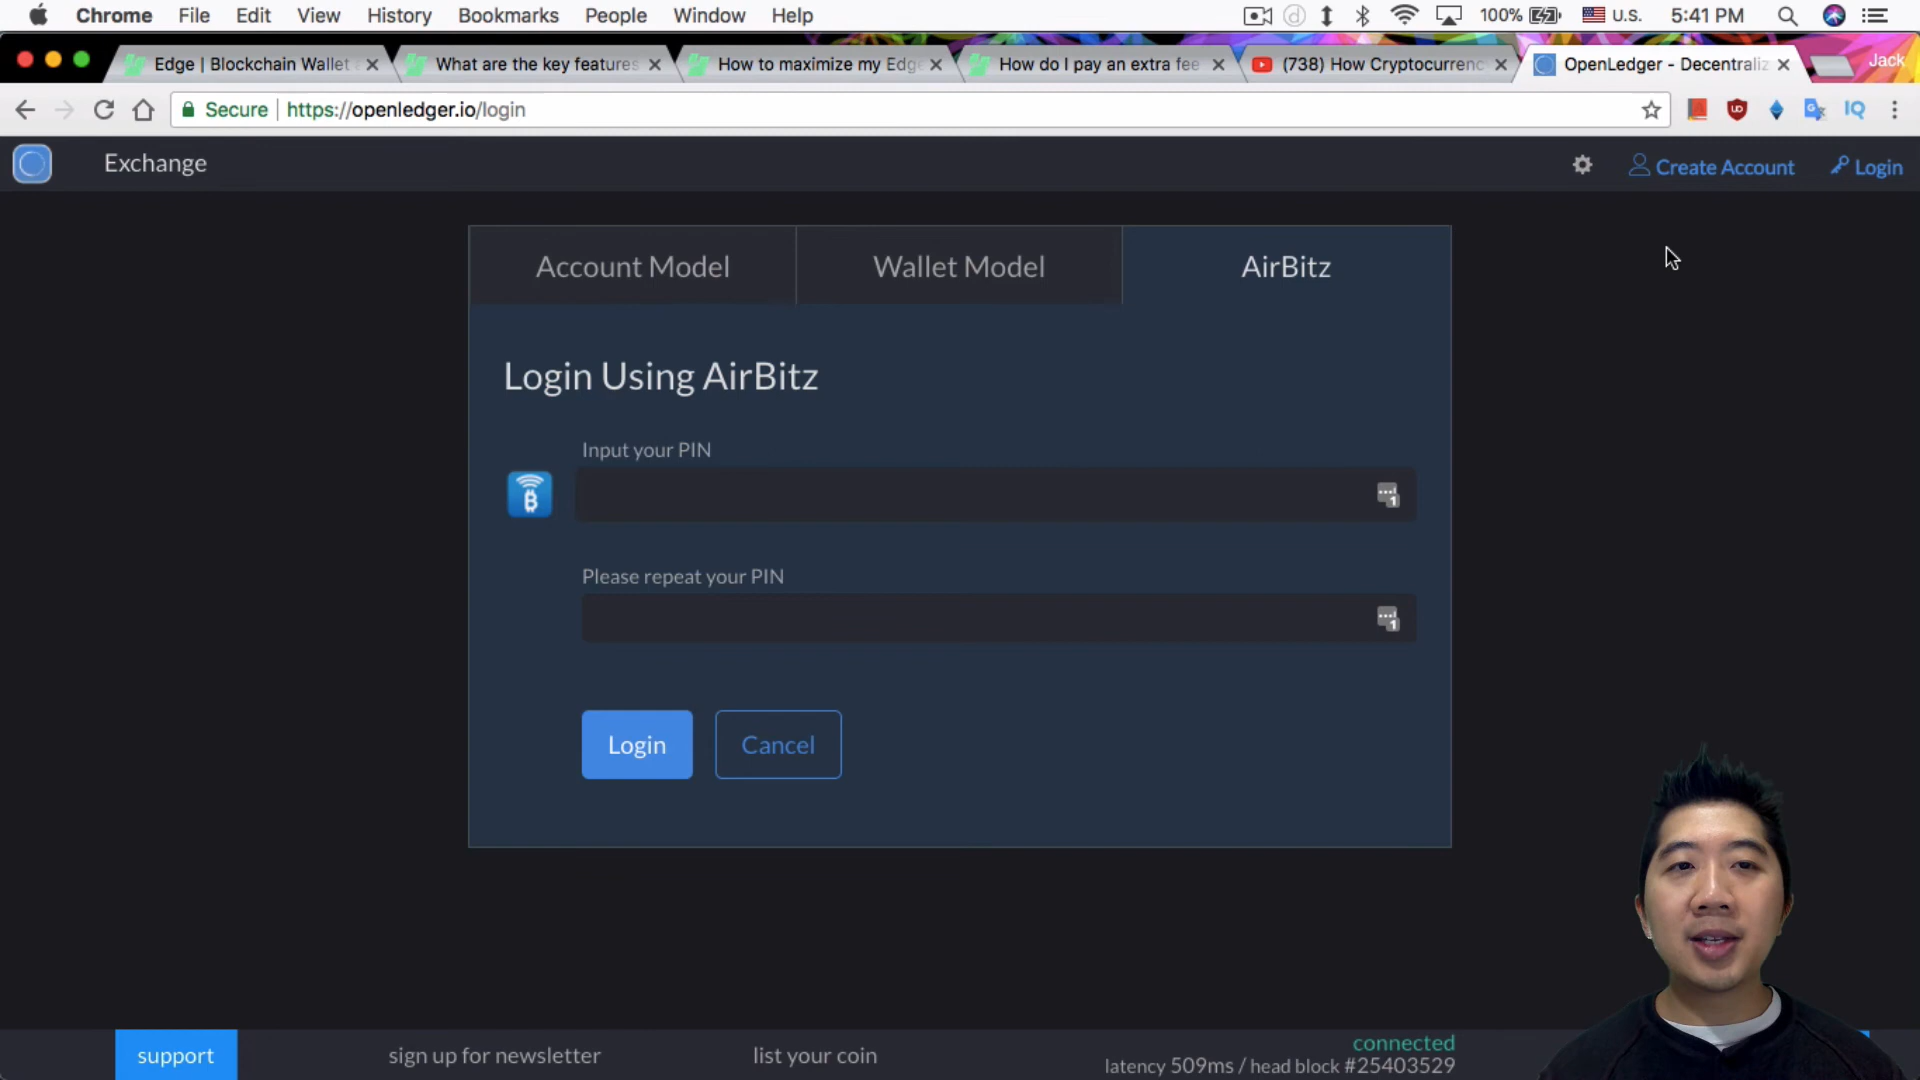 Chrome File Edit View History Bookmarks People Window Help 100% U.S. 5:41 PM
Edge | Blockchain Wallet What are the key features How to maximize my Edg How do I pay an extra fee (738) How Cryptocurrenc OpenLedger - Decentraliz Jack
Secure https://openledger.io/login IQ
Exchange Create Account Login
Account Model Wallet Model AirBitz
Login Using AirBitz
Input your PIN
Please repeat your PIN
Login Cancel
connected
support sign up for newsletter list your coin latency 509ms / head block #25403529